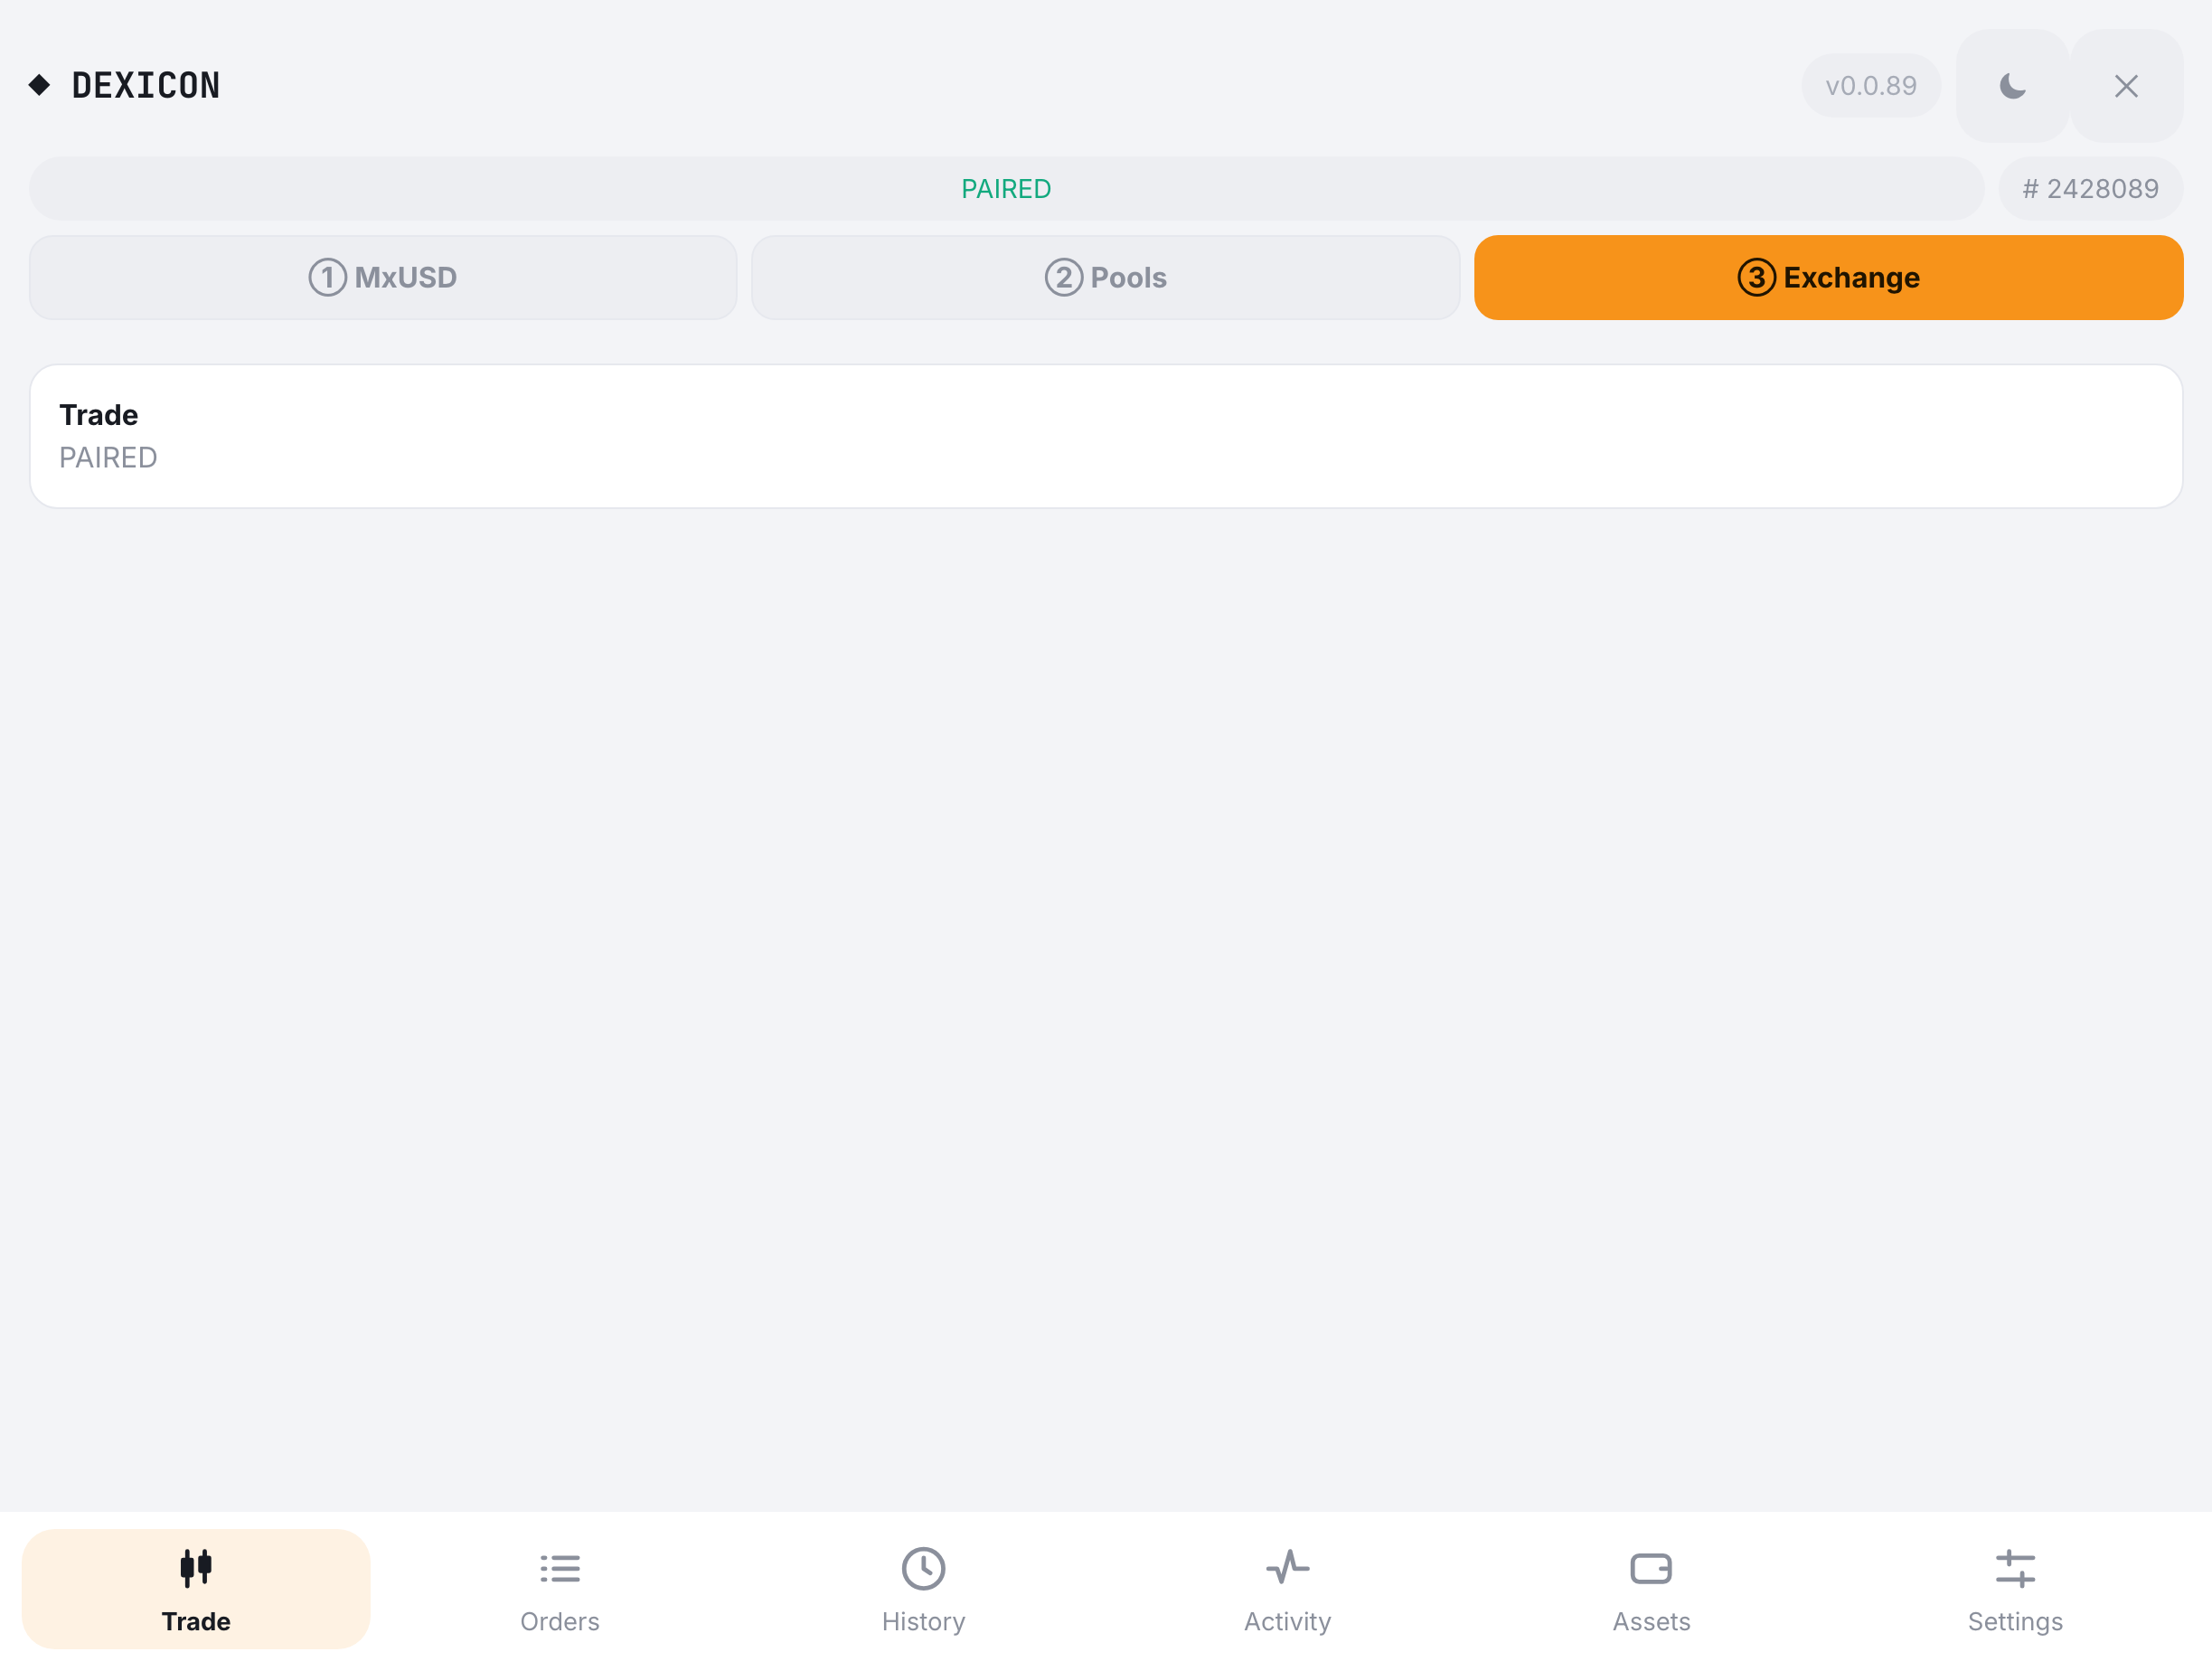 DEXICON
v0.0.89
PAIRED
# 2428089
① MxUSD
② Pools
③ Exchange
Trade
PAIRED
Trade
Orders
History
Activity
Assets
Settings